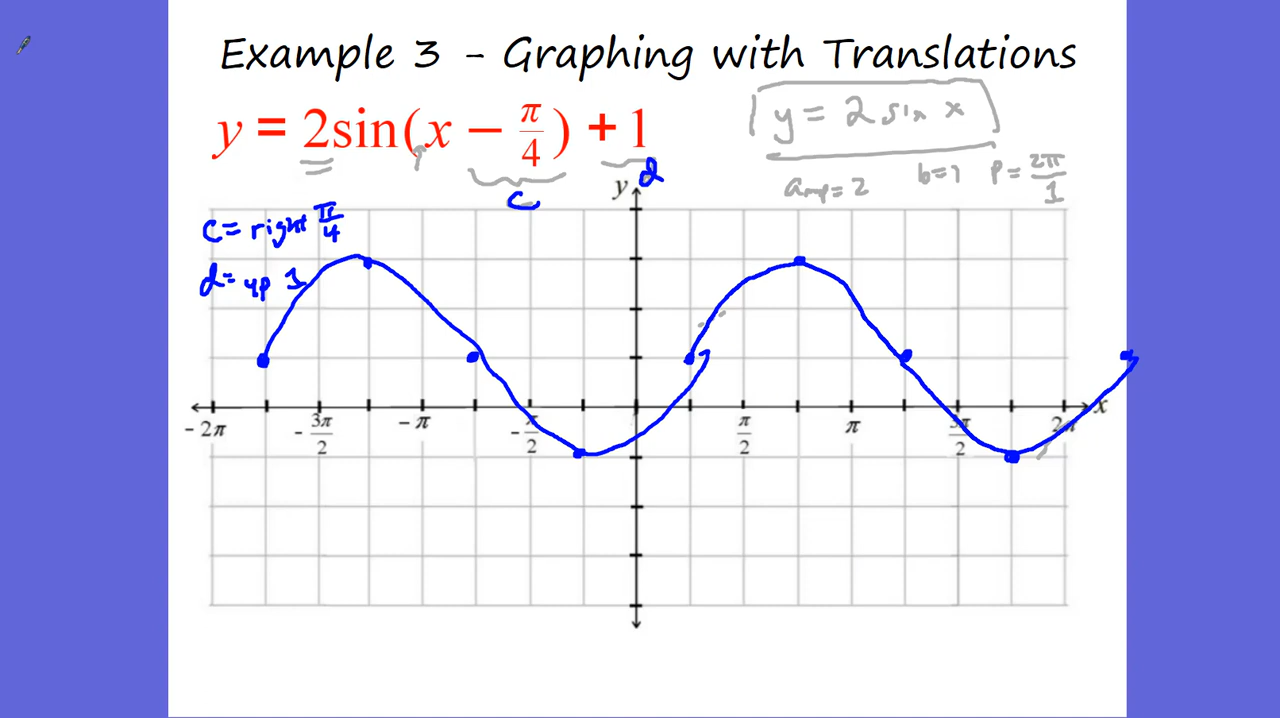 Example 3 - Graphing with Translations
y = 2sin(x − π/4) + 1
y = 2 sin x
amp = 2 b=1 P = 2π/1
c d
c = right π/4
d = up 1
y
x
-2π -3π/2 -π -π/2 π/2 π 3π/2 2π